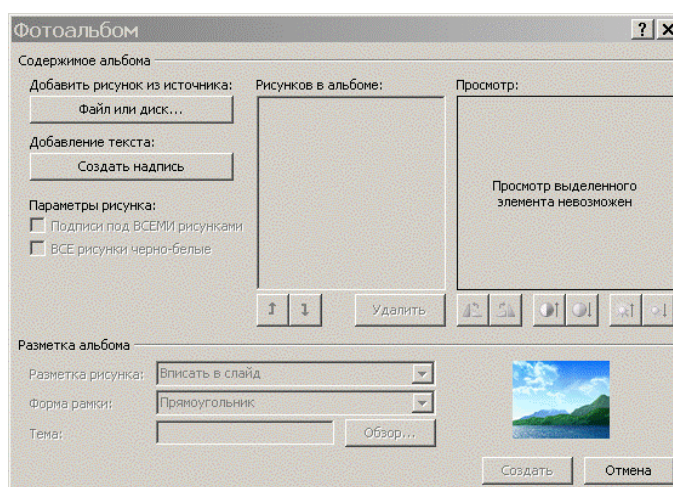 Фотоальбом
Содержимое альбома
Добавить рисунок из источника:
Файл или диск...
Добавление текста:
Создать надпись
Параметры рисунка:
Подписи под ВСЕМИ рисунками
ВСЕ рисунки черно-белые
Рисунков в альбоме:
Удалить
Просмотр:
Просмотр выделенного
элемента невозможен
Разметка альбома
Разметка рисунка: Вписать в слайд
Форма рамки: Прямоугольник
Тема: Обзор...
Создать Отмена